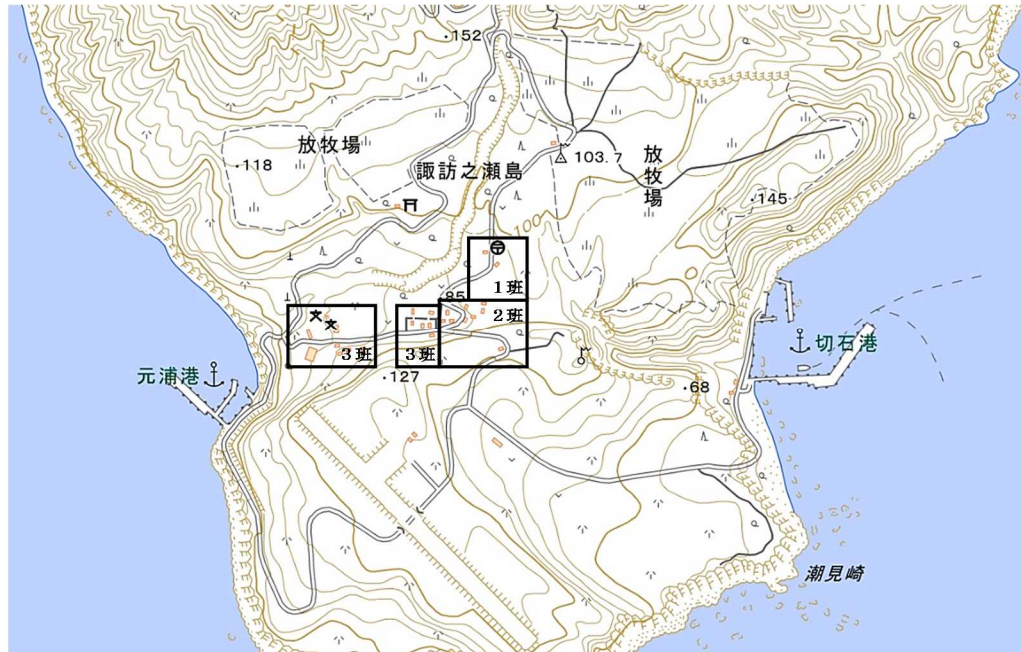 152
放牧場
118
諏訪之瀬島
103.7
放牧場
145
100
1班
85
2班
3班
3班
元浦港
127
切石港
68
潮見崎